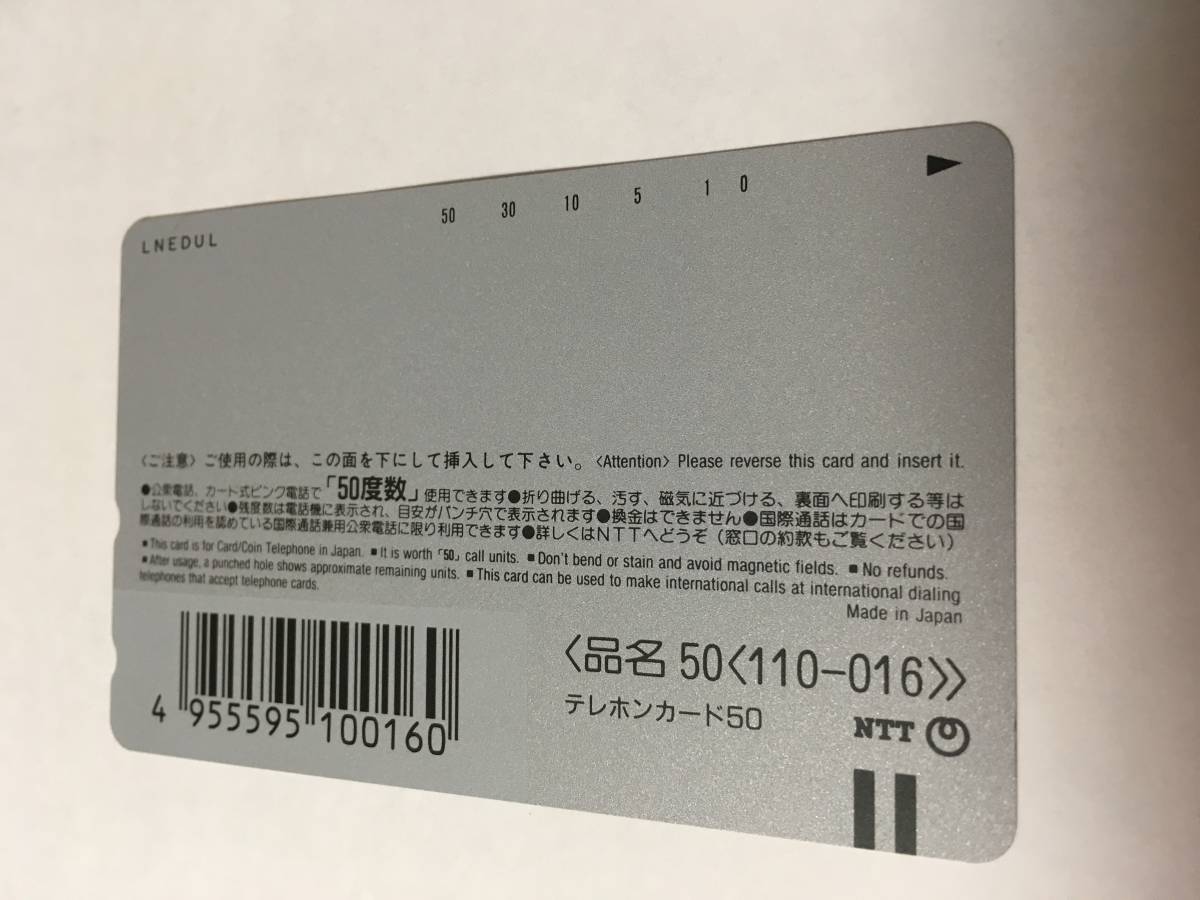 50 30 10 5 1 0
LNEDUL
〈ご注意〉ご使用の際は、この面を下にして挿入して下さい。〈Attention〉Please reverse this card and insert it.
●公衆電話、カード式ピンク電話で「50度数」使用できます●折り曲げる、汚す、磁気に近づける、裏面へ印刷する等は
しないでください●残度数は電話機に表示され、目安がパンチ穴で表示されます●換金はできません●国際通話はカードでの国
際通話の利用を認めている国際通話兼用公衆電話に限り利用できます●詳しくはNTTへどうぞ（窓口の約款もご覧ください）
■This card is for Card/Coin Telephone in Japan. ■It is worth「50」call units. ■Don't bend or stain and avoid magnetic fields. ■No refunds.
■After usage, a punched hole shows approximate remaining units. ■This card can be used to make international calls at international dialing
telephones that accept telephone cards.
Made in Japan
〈品名 50〈110-016〉〉
テレホンカード50
NTT
4 955595 100160